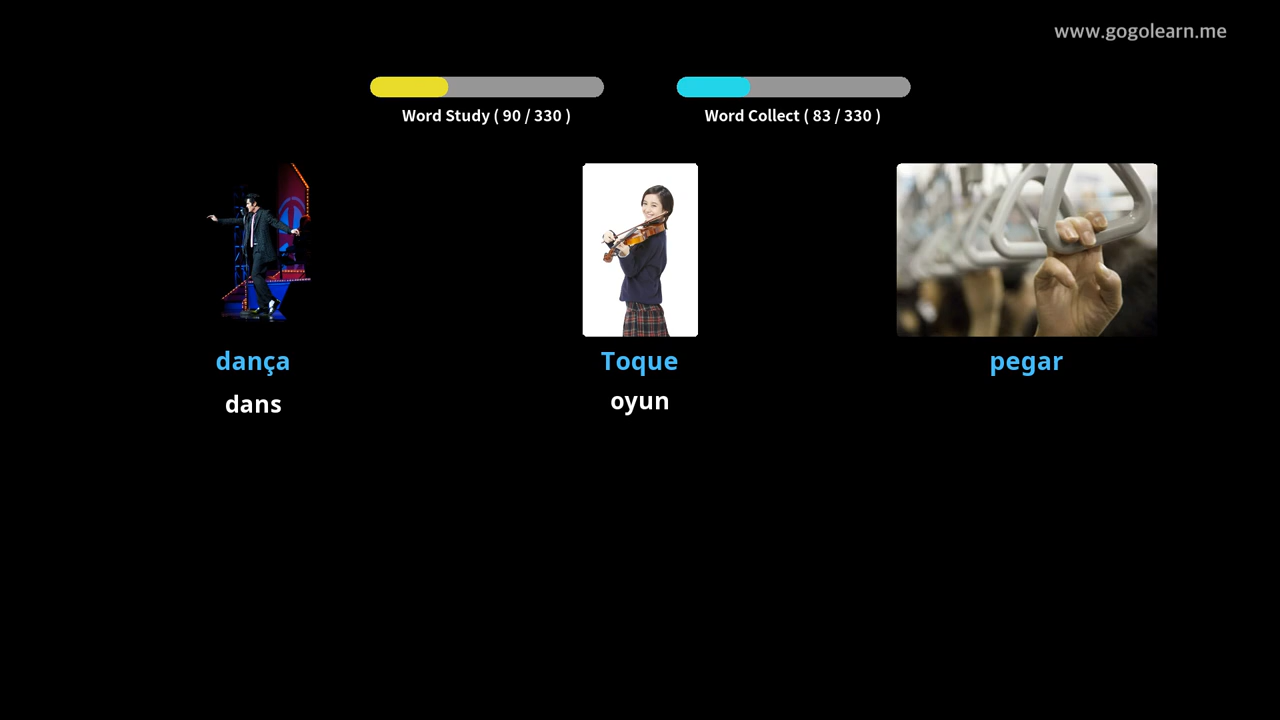 www.gogolearn.me
Word Study ( 90 / 330 )
Word Collect ( 83 / 330 )
dança
Toque
pegar
dans
oyun